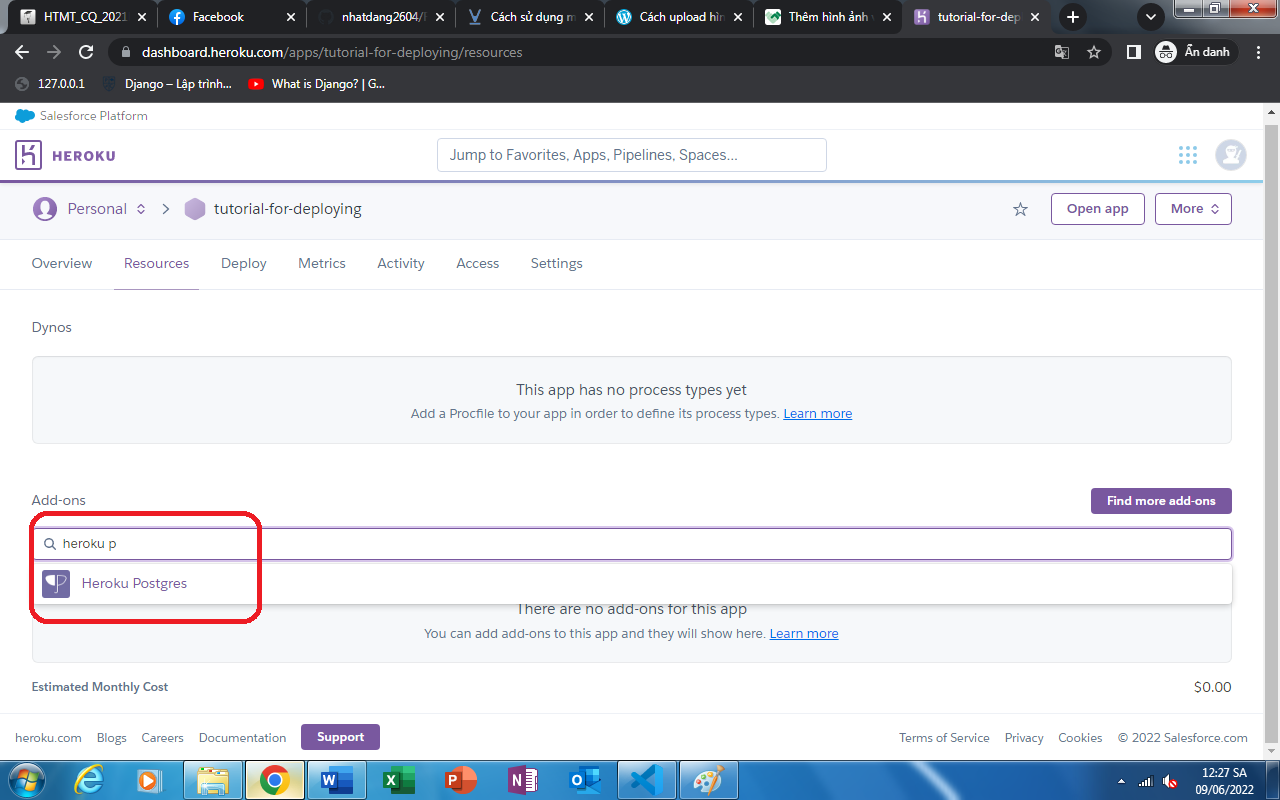 HTMT_CQ_2021
Facebook
nhatdang2604/
Cách sử dụng m
Cách upload hìn
Thêm hình ảnh v
tutorial-for-dep
dashboard.heroku.com/apps/tutorial-for-deploying/resources
Ẩn danh
127.0.0.1
Django – Lập trình...
What is Django? | G...
Salesforce Platform
HEROKU
Jump to Favorites, Apps, Pipelines, Spaces...
Personal
tutorial-for-deploying
Open app
More
Overview
Resources
Deploy
Metrics
Activity
Access
Settings
Dynos
This app has no process types yet
Add a Procfile to your app in order to define its process types. Learn more
Add-ons
Find more add-ons
heroku p
Heroku Postgres
There are no add-ons for this app
You can add add-ons to this app and they will show here. Learn more
Estimated Monthly Cost
$0.00
heroku.com
Blogs
Careers
Documentation
Support
Terms of Service
Privacy
Cookies
© 2022 Salesforce.com
12:27 SA
09/06/2022